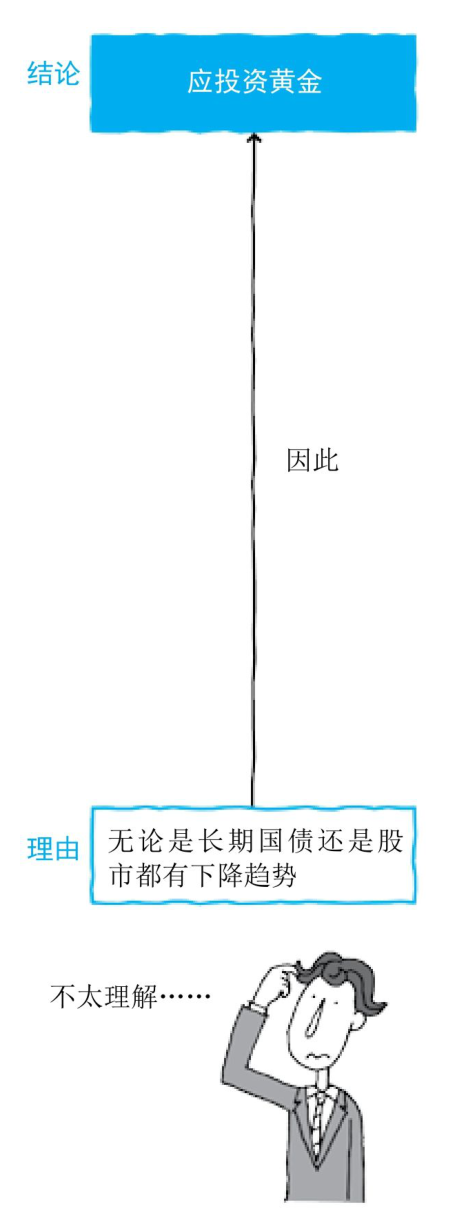 结论
应投资黄金
因此
理由
无论是长期国债还是股
市都有下降趋势
不太理解……